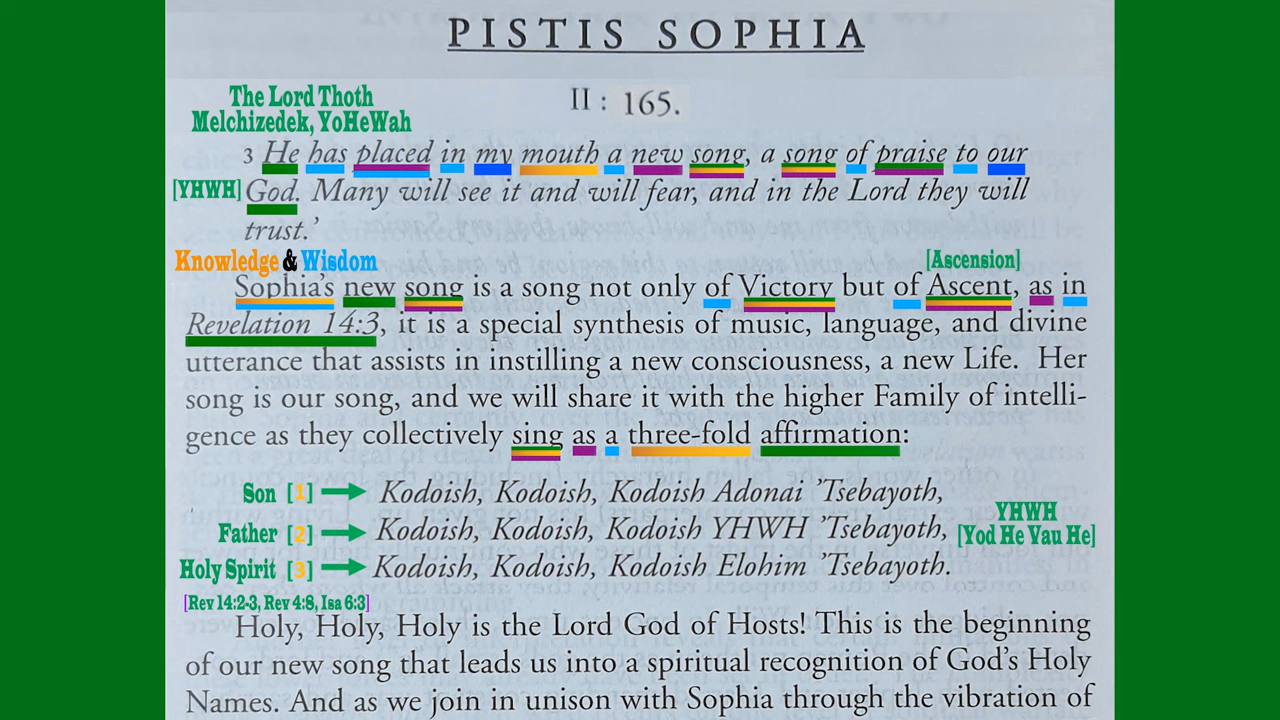 PISTIS SOPHIA
II : 165.
The Lord Thoth
Melchizedek, YoHeWah
3 He has placed in my mouth a new song, a song of praise to our
[YHWH] God. Many will see it and will fear, and in the Lord they will
trust.’
Knowledge & Wisdom
[Ascension]
Sophia’s new song is a song not only of Victory but of Ascent, as in
Revelation 14:3, it is a special synthesis of music, language, and divine
utterance that assists in instilling a new consciousness, a new Life. Her
song is our song, and we will share it with the higher Family of intelli-
gence as they collectively sing as a three-fold affirmation:
Son [1] Kodoish, Kodoish, Kodoish Adonai ’Tsebayoth,
Father [2] Kodoish, Kodoish, Kodoish YHWH ’Tsebayoth,
YHWH
[Yod He Vau He]
Holy Spirit [3] Kodoish, Kodoish, Kodoish Elohim ’Tsebayoth.
[Rev 14:2-3, Rev 4:8, Isa 6:3]
Holy, Holy, Holy is the Lord God of Hosts! This is the beginning
of our new song that leads us into a spiritual recognition of God’s Holy
Names. And as we join in unison with Sophia through the vibration of